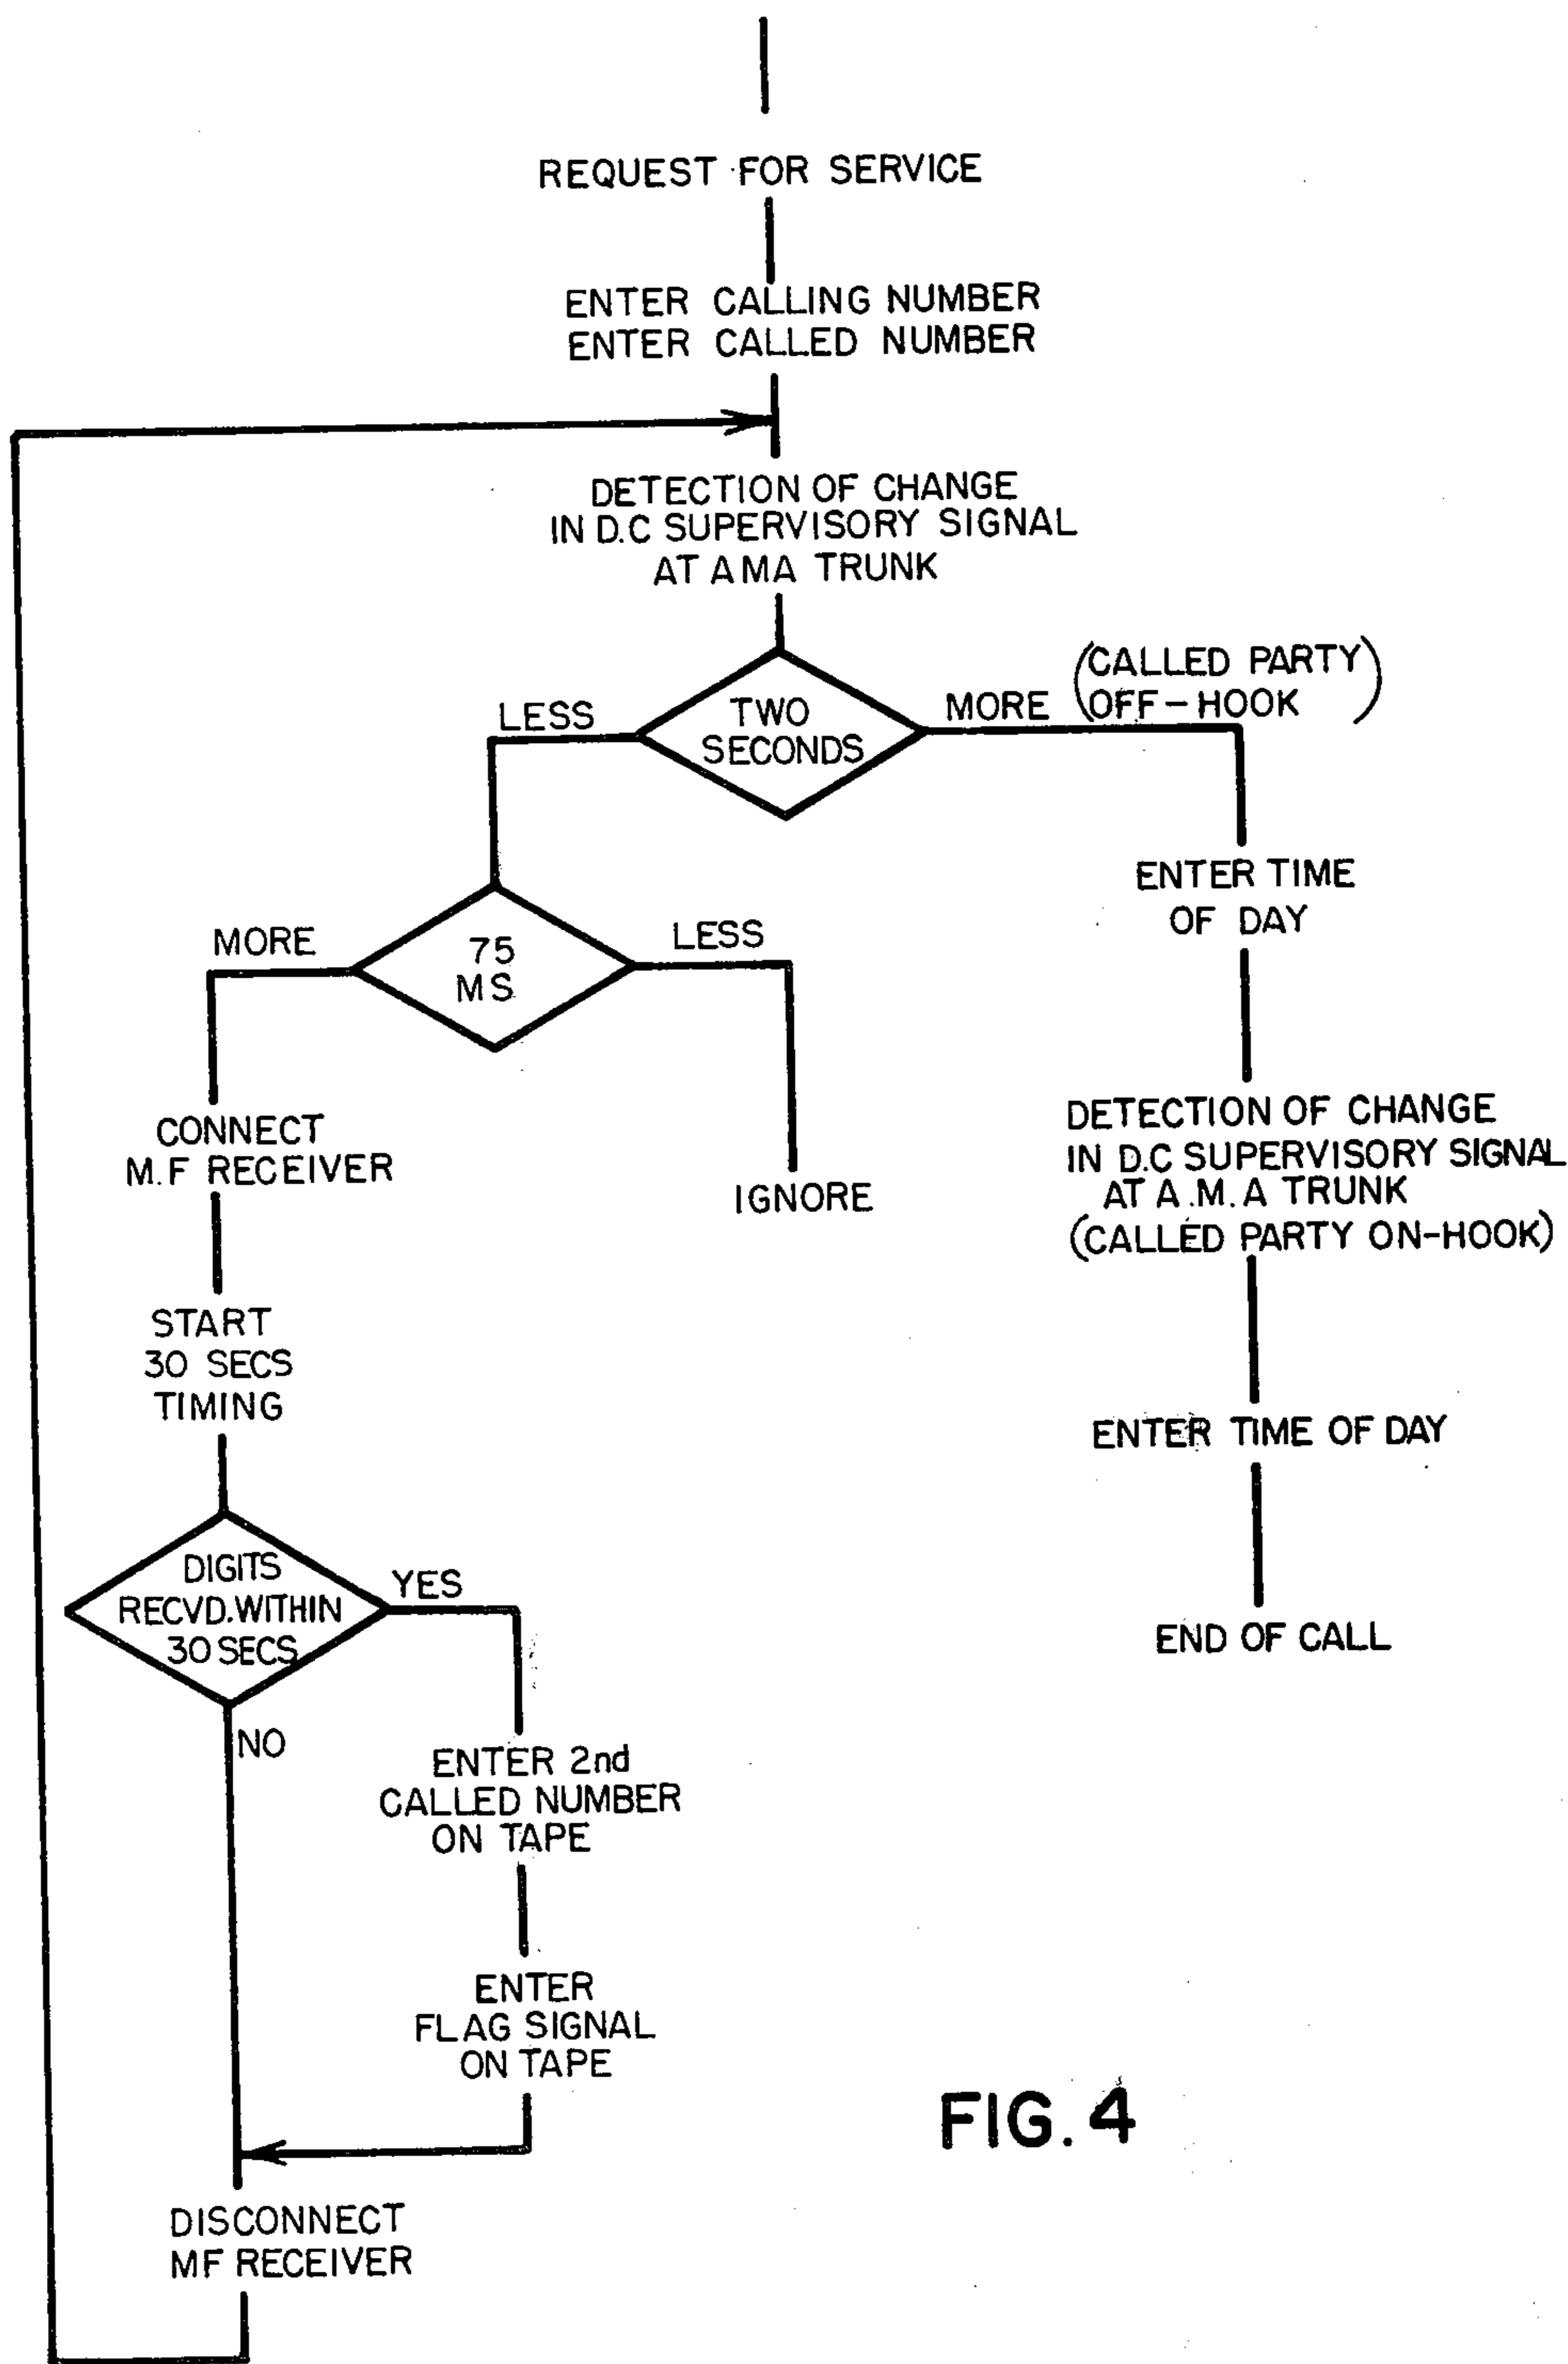 REQUEST FOR SERVICE
ENTER CALLING NUMBER
ENTER CALLED NUMBER
DETECTION OF CHANGE
IN D.C SUPERVISORY SIGNAL
AT AMA TRUNK
TWO
SECONDS
LESS
MORE
(CALLED PARTY
OFF-HOOK)
75
MS
MORE
LESS
ENTER TIME
OF DAY
CONNECT
M.F RECEIVER
IGNORE
DETECTION OF CHANGE
IN D.C SUPERVISORY SIGNAL
AT A.M.A TRUNK
(CALLED PARTY ON-HOOK)
START
30 SECS
TIMING
ENTER TIME OF DAY
DIGITS
RECVD. WITHIN
30 SECS
YES
NO
END OF CALL
ENTER 2nd
CALLED NUMBER
ON TAPE
ENTER
FLAG SIGNAL
ON TAPE
DISCONNECT
MF RECEIVER
FIG. 4